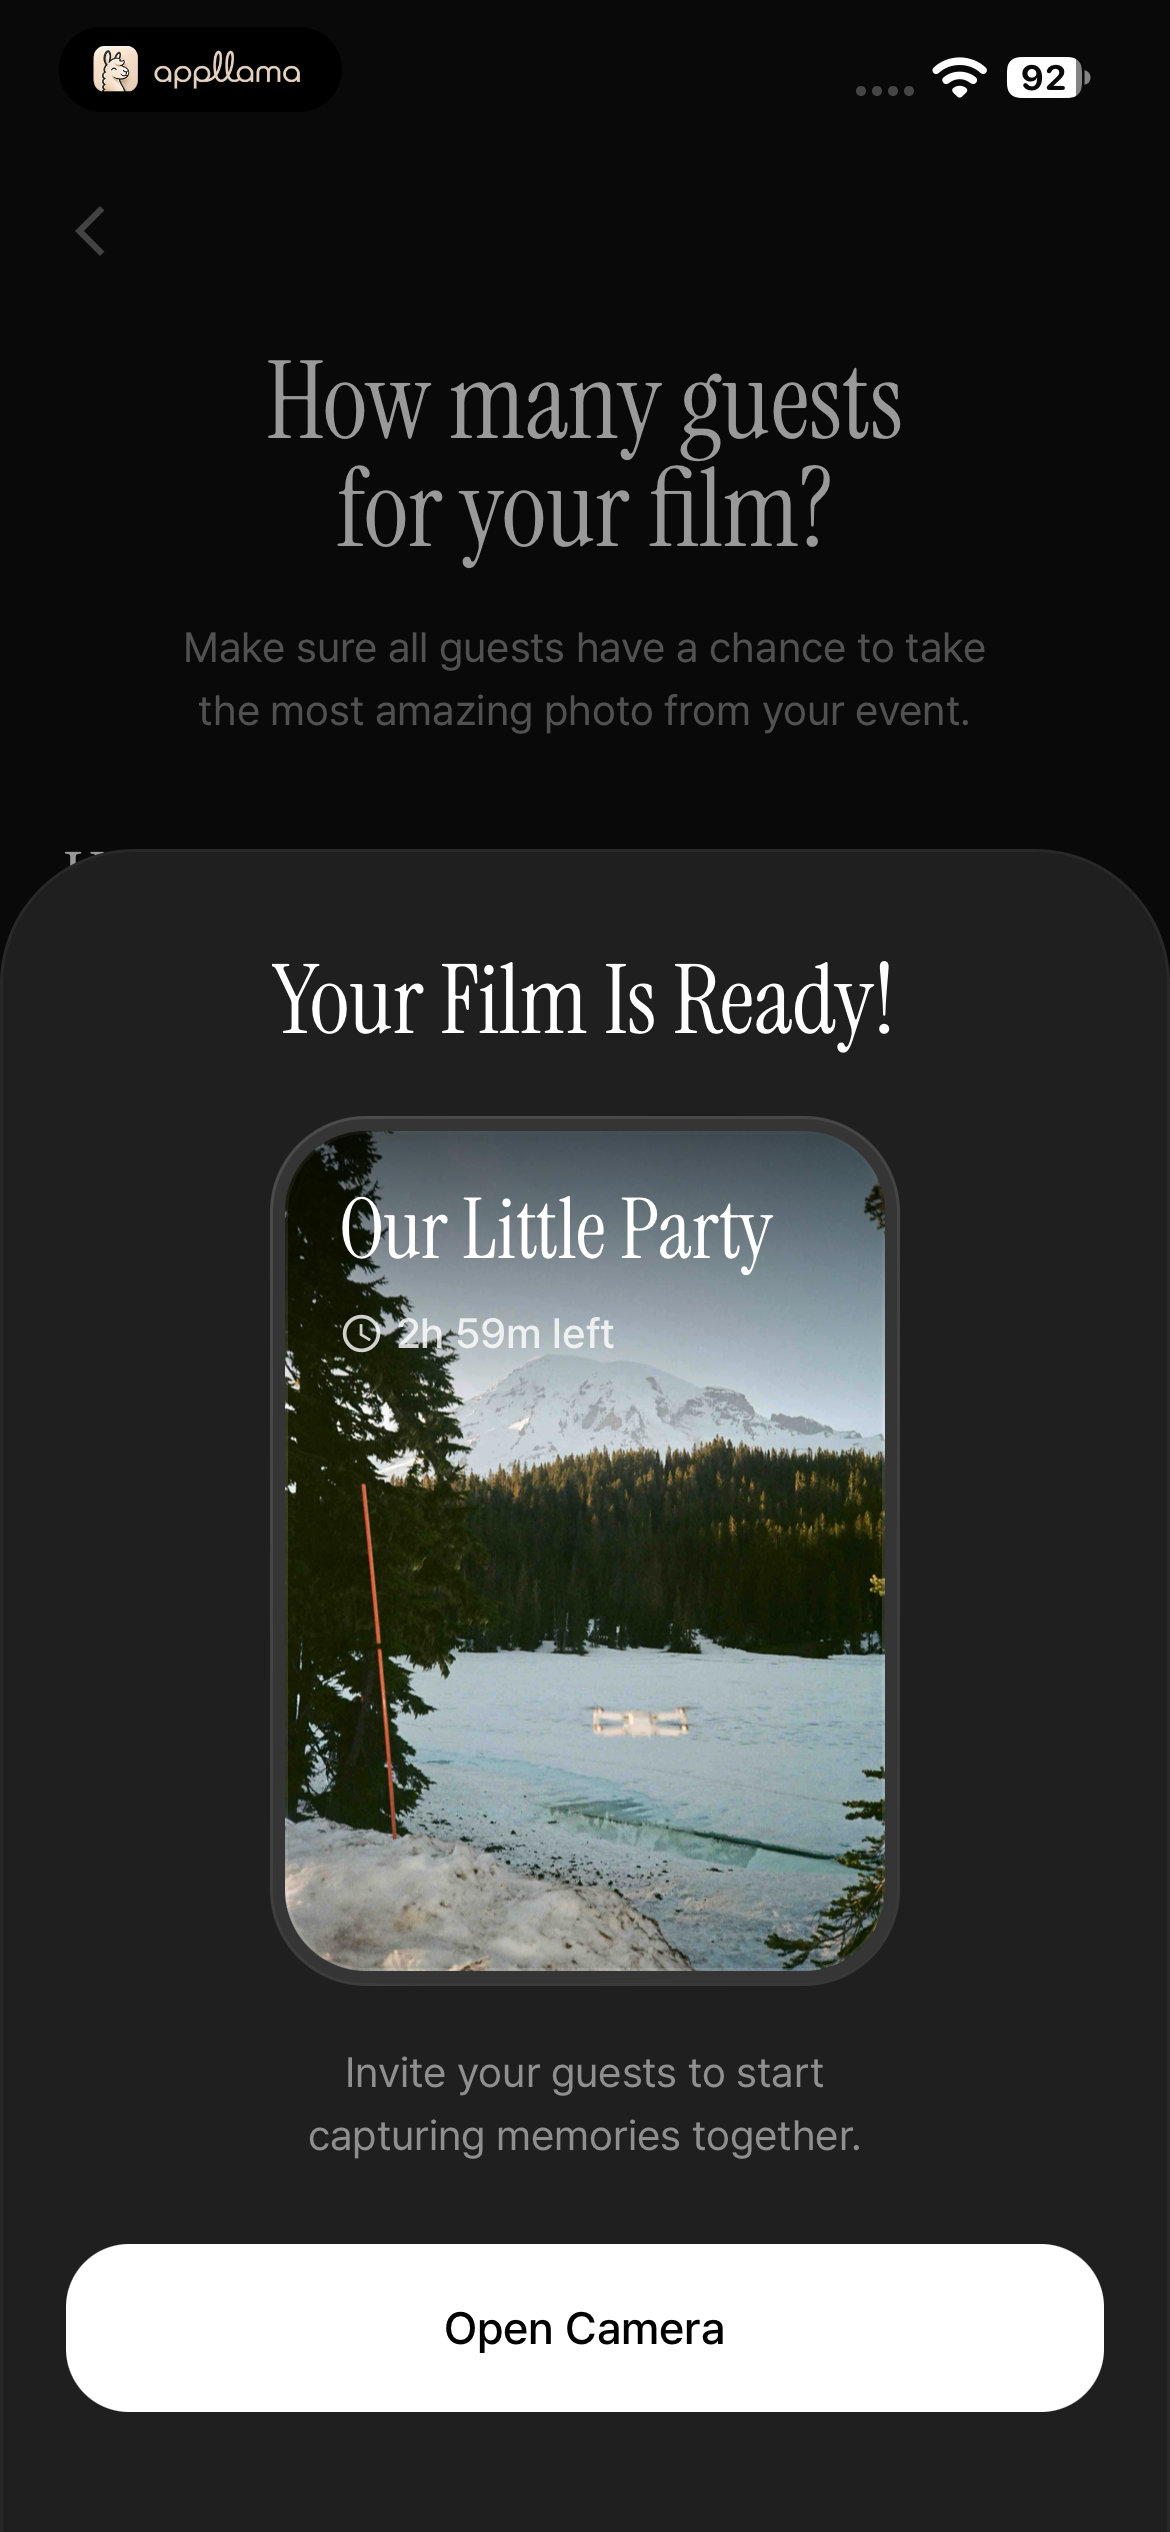 appllama
92
How many guests
for your film?
Make sure all guests have a chance to take
the most amazing photo from your event.
Your Film Is Ready!
Our Little Party
2h 59m left
Invite your guests to start
capturing memories together.
Open Camera